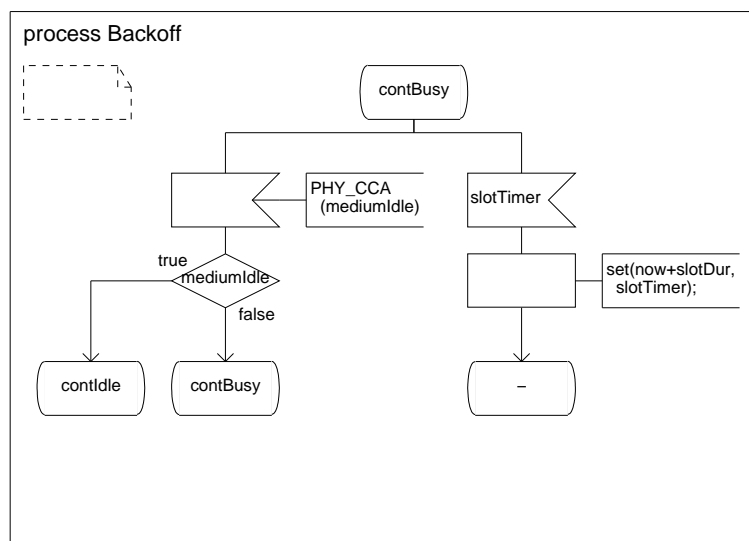 process Backoff
contBusy
PHY_CCA
(mediumIdle)
slotTimer
true
mediumIdle
false
set(now+slotDur,
slotTimer);
contIdle
contBusy
–